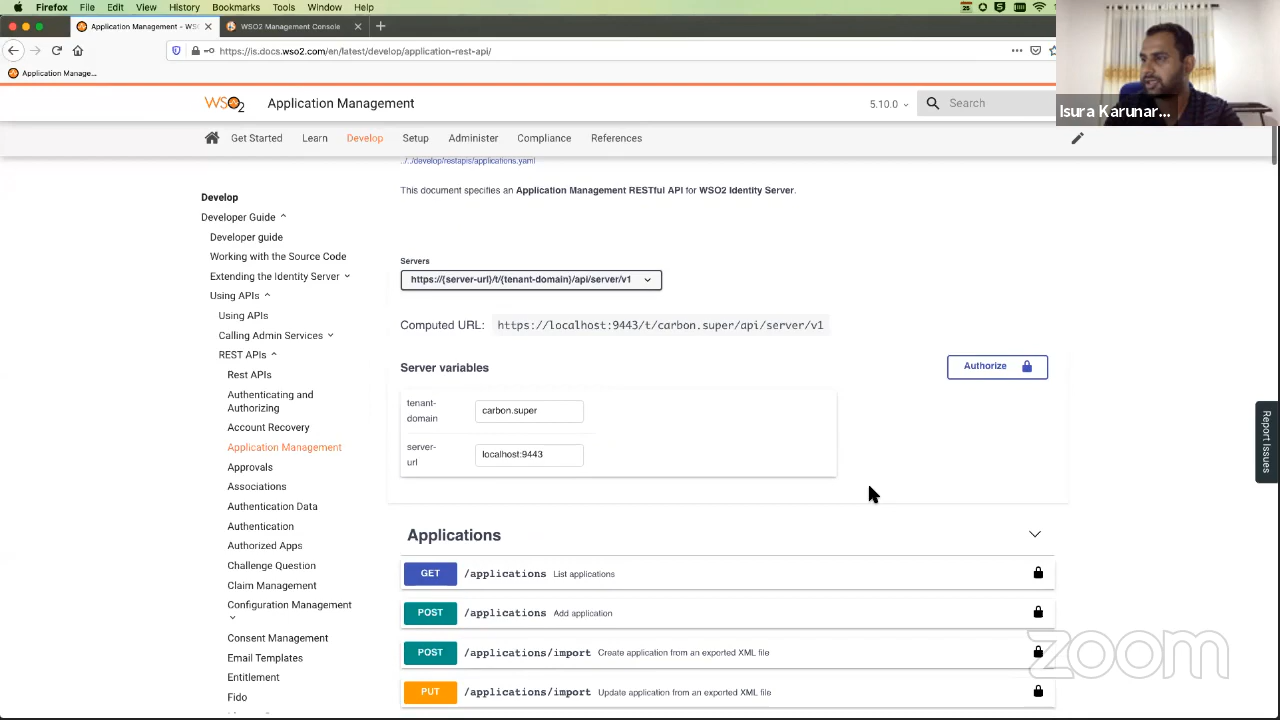 Firefox File Edit View History Bookmarks Tools Window Help
Application Management - WS
WSO2 Management Console
https://is.docs.wso2.com/en/latest/develop/application-rest-api/
Application Manage...
WSO2
Application Management
5.10.0
Search
Isura Karunar...
Get Started Learn Develop Setup Administer Compliance References
../../develop/restapis/applications.yaml
This document specifies an Application Management RESTful API for WSO2 Identity Server.
Develop
Developer Guide
Developer guide
Working with the Source Code
Extending the Identity Server
Using APIs
Using APIs
Calling Admin Services
REST APIs
Rest APIs
Authenticating and
Authorizing
Account Recovery
Application Management
Approvals
Associations
Authentication Data
Authentication
Authorized Apps
Challenge Question
Claim Management
Configuration Management
Consent Management
Email Templates
Entitlement
Fido
Servers
https://{server-url}/t/{tenant-domain}/api/server/v1
Computed URL: https://localhost:9443/t/carbon.super/api/server/v1
Server variables
Authorize
tenant-
domain
carbon.super
server-
url
localhost:9443
Applications
GET /applications List applications
POST /applications Add application
POST /applications/import Create application from an exported XML file
PUT /applications/import Update application from an exported XML file
Report Issues
zoom